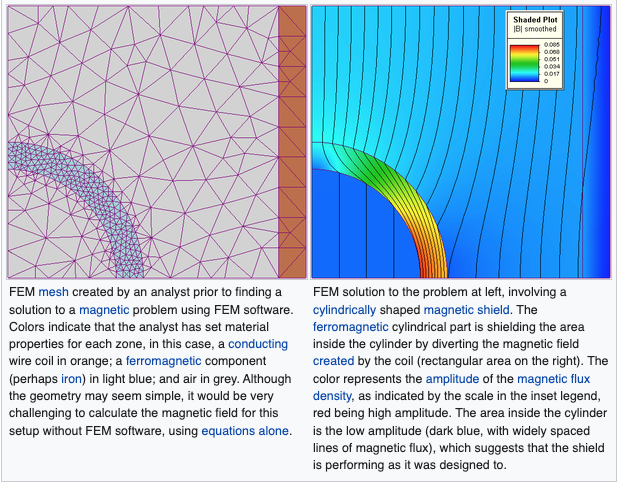 Shaded Plot
|B| smoothed
0.085
0.068
0.051
0.034
0.017
0
FEM mesh created by an analyst prior to finding a
solution to a magnetic problem using FEM software.
Colors indicate that the analyst has set material
properties for each zone, in this case, a conducting
wire coil in orange; a ferromagnetic component
(perhaps iron) in light blue; and air in grey. Although
the geometry may seem simple, it would be very
challenging to calculate the magnetic field for this
setup without FEM software, using equations alone.
FEM solution to the problem at left, involving a
cylindrically shaped magnetic shield. The
ferromagnetic cylindrical part is shielding the area
inside the cylinder by diverting the magnetic field
created by the coil (rectangular area on the right). The
color represents the amplitude of the magnetic flux
density, as indicated by the scale in the inset legend,
red being high amplitude. The area inside the cylinder
is the low amplitude (dark blue, with widely spaced
lines of magnetic flux), which suggests that the shield
is performing as it was designed to.